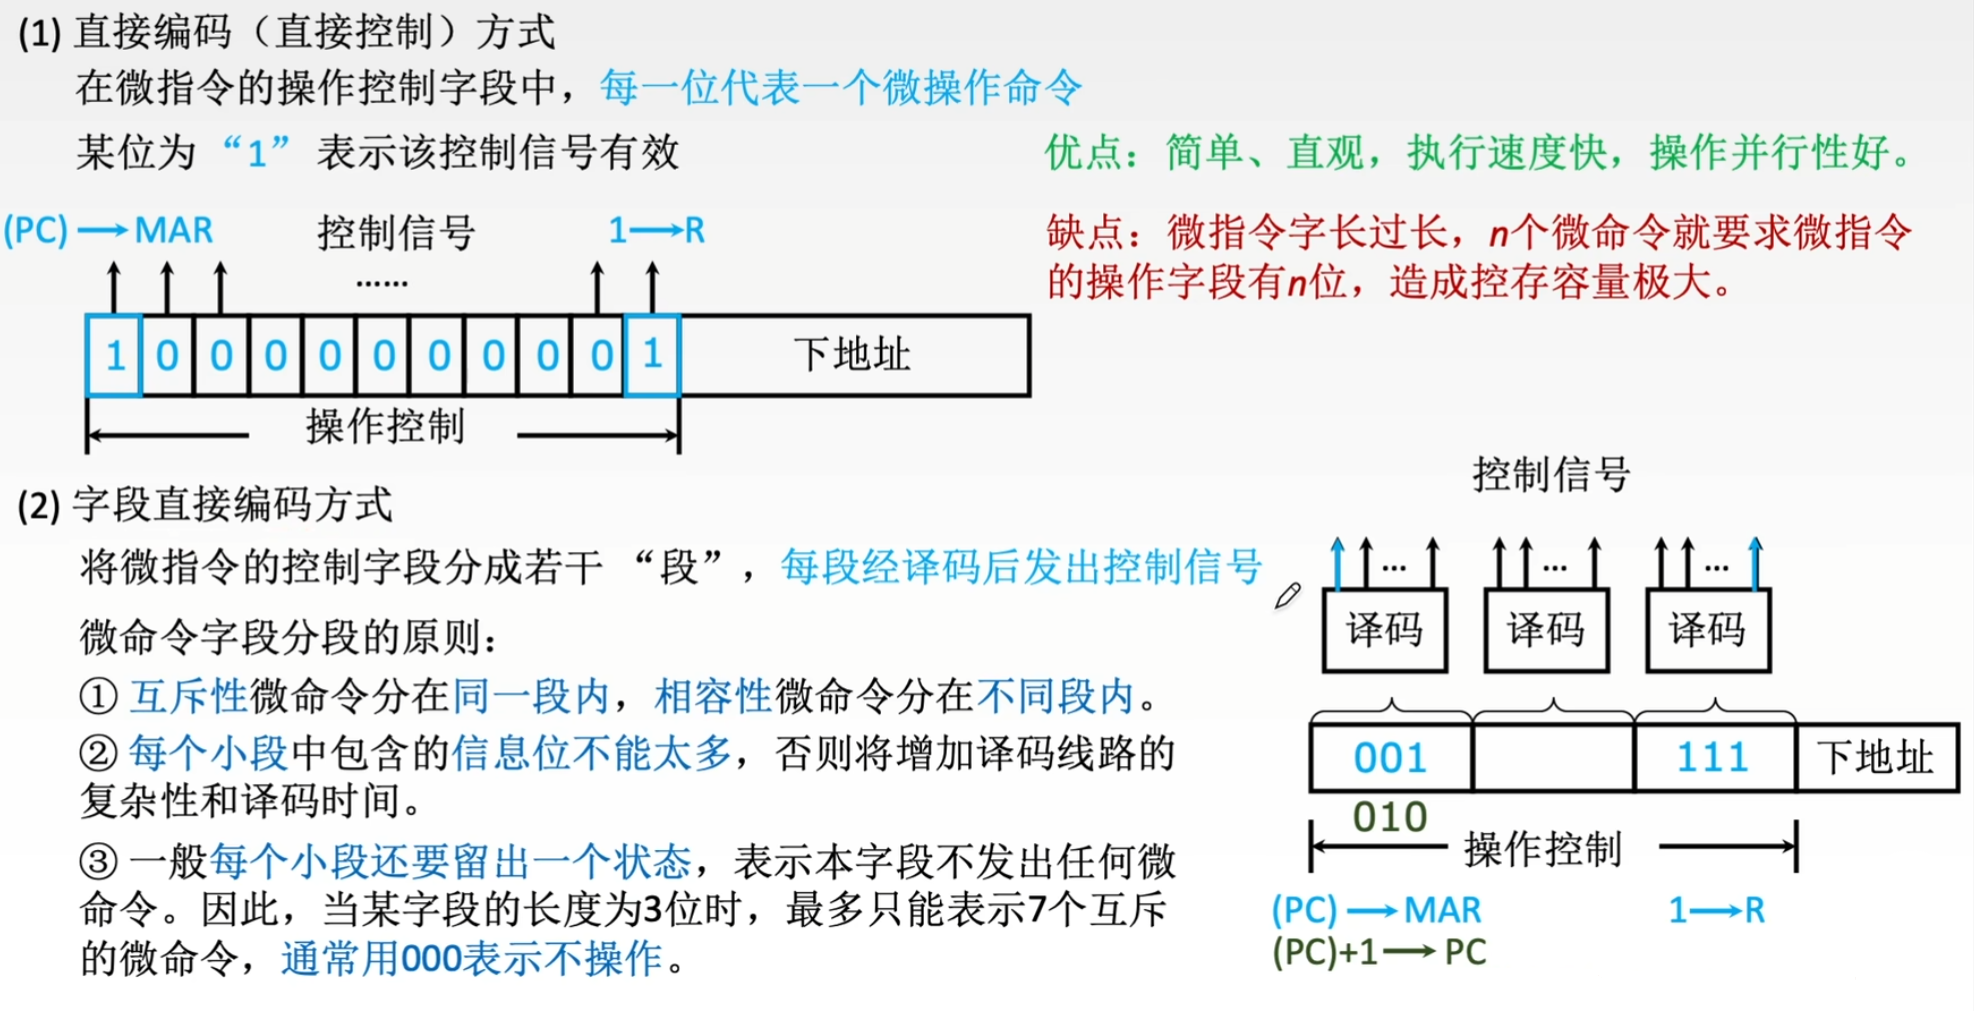 (1) 直接编码（直接控制）方式
在微指令的操作控制字段中，每一位代表一个微操作命令
某位为 “1” 表示该控制信号有效
优点：简单、直观，执行速度快，操作并行性好。
缺点：微指令字长过长，n个微命令就要求微指令
的操作字段有n位，造成控存容量极大。
(PC)→MAR 控制信号 1→R
……
1 0 0 0 0 0 0 0 0 0 1 下地址
操作控制
(2) 字段直接编码方式
将微指令的控制字段分成若干 “段”，每段经译码后发出控制信号
微命令字段分段的原则：
① 互斥性微命令分在同一段内，相容性微命令分在不同段内。
② 每个小段中包含的信息位不能太多，否则将增加译码线路的
复杂性和译码时间。
③ 一般每个小段还要留出一个状态，表示本字段不发出任何微
命令。因此，当某字段的长度为3位时，最多只能表示7个互斥
的微命令，通常用000表示不操作。
控制信号
... ... ...
译码 译码 译码
001 111 下地址
010
操作控制
(PC)→MAR 1→R
(PC)+1→PC